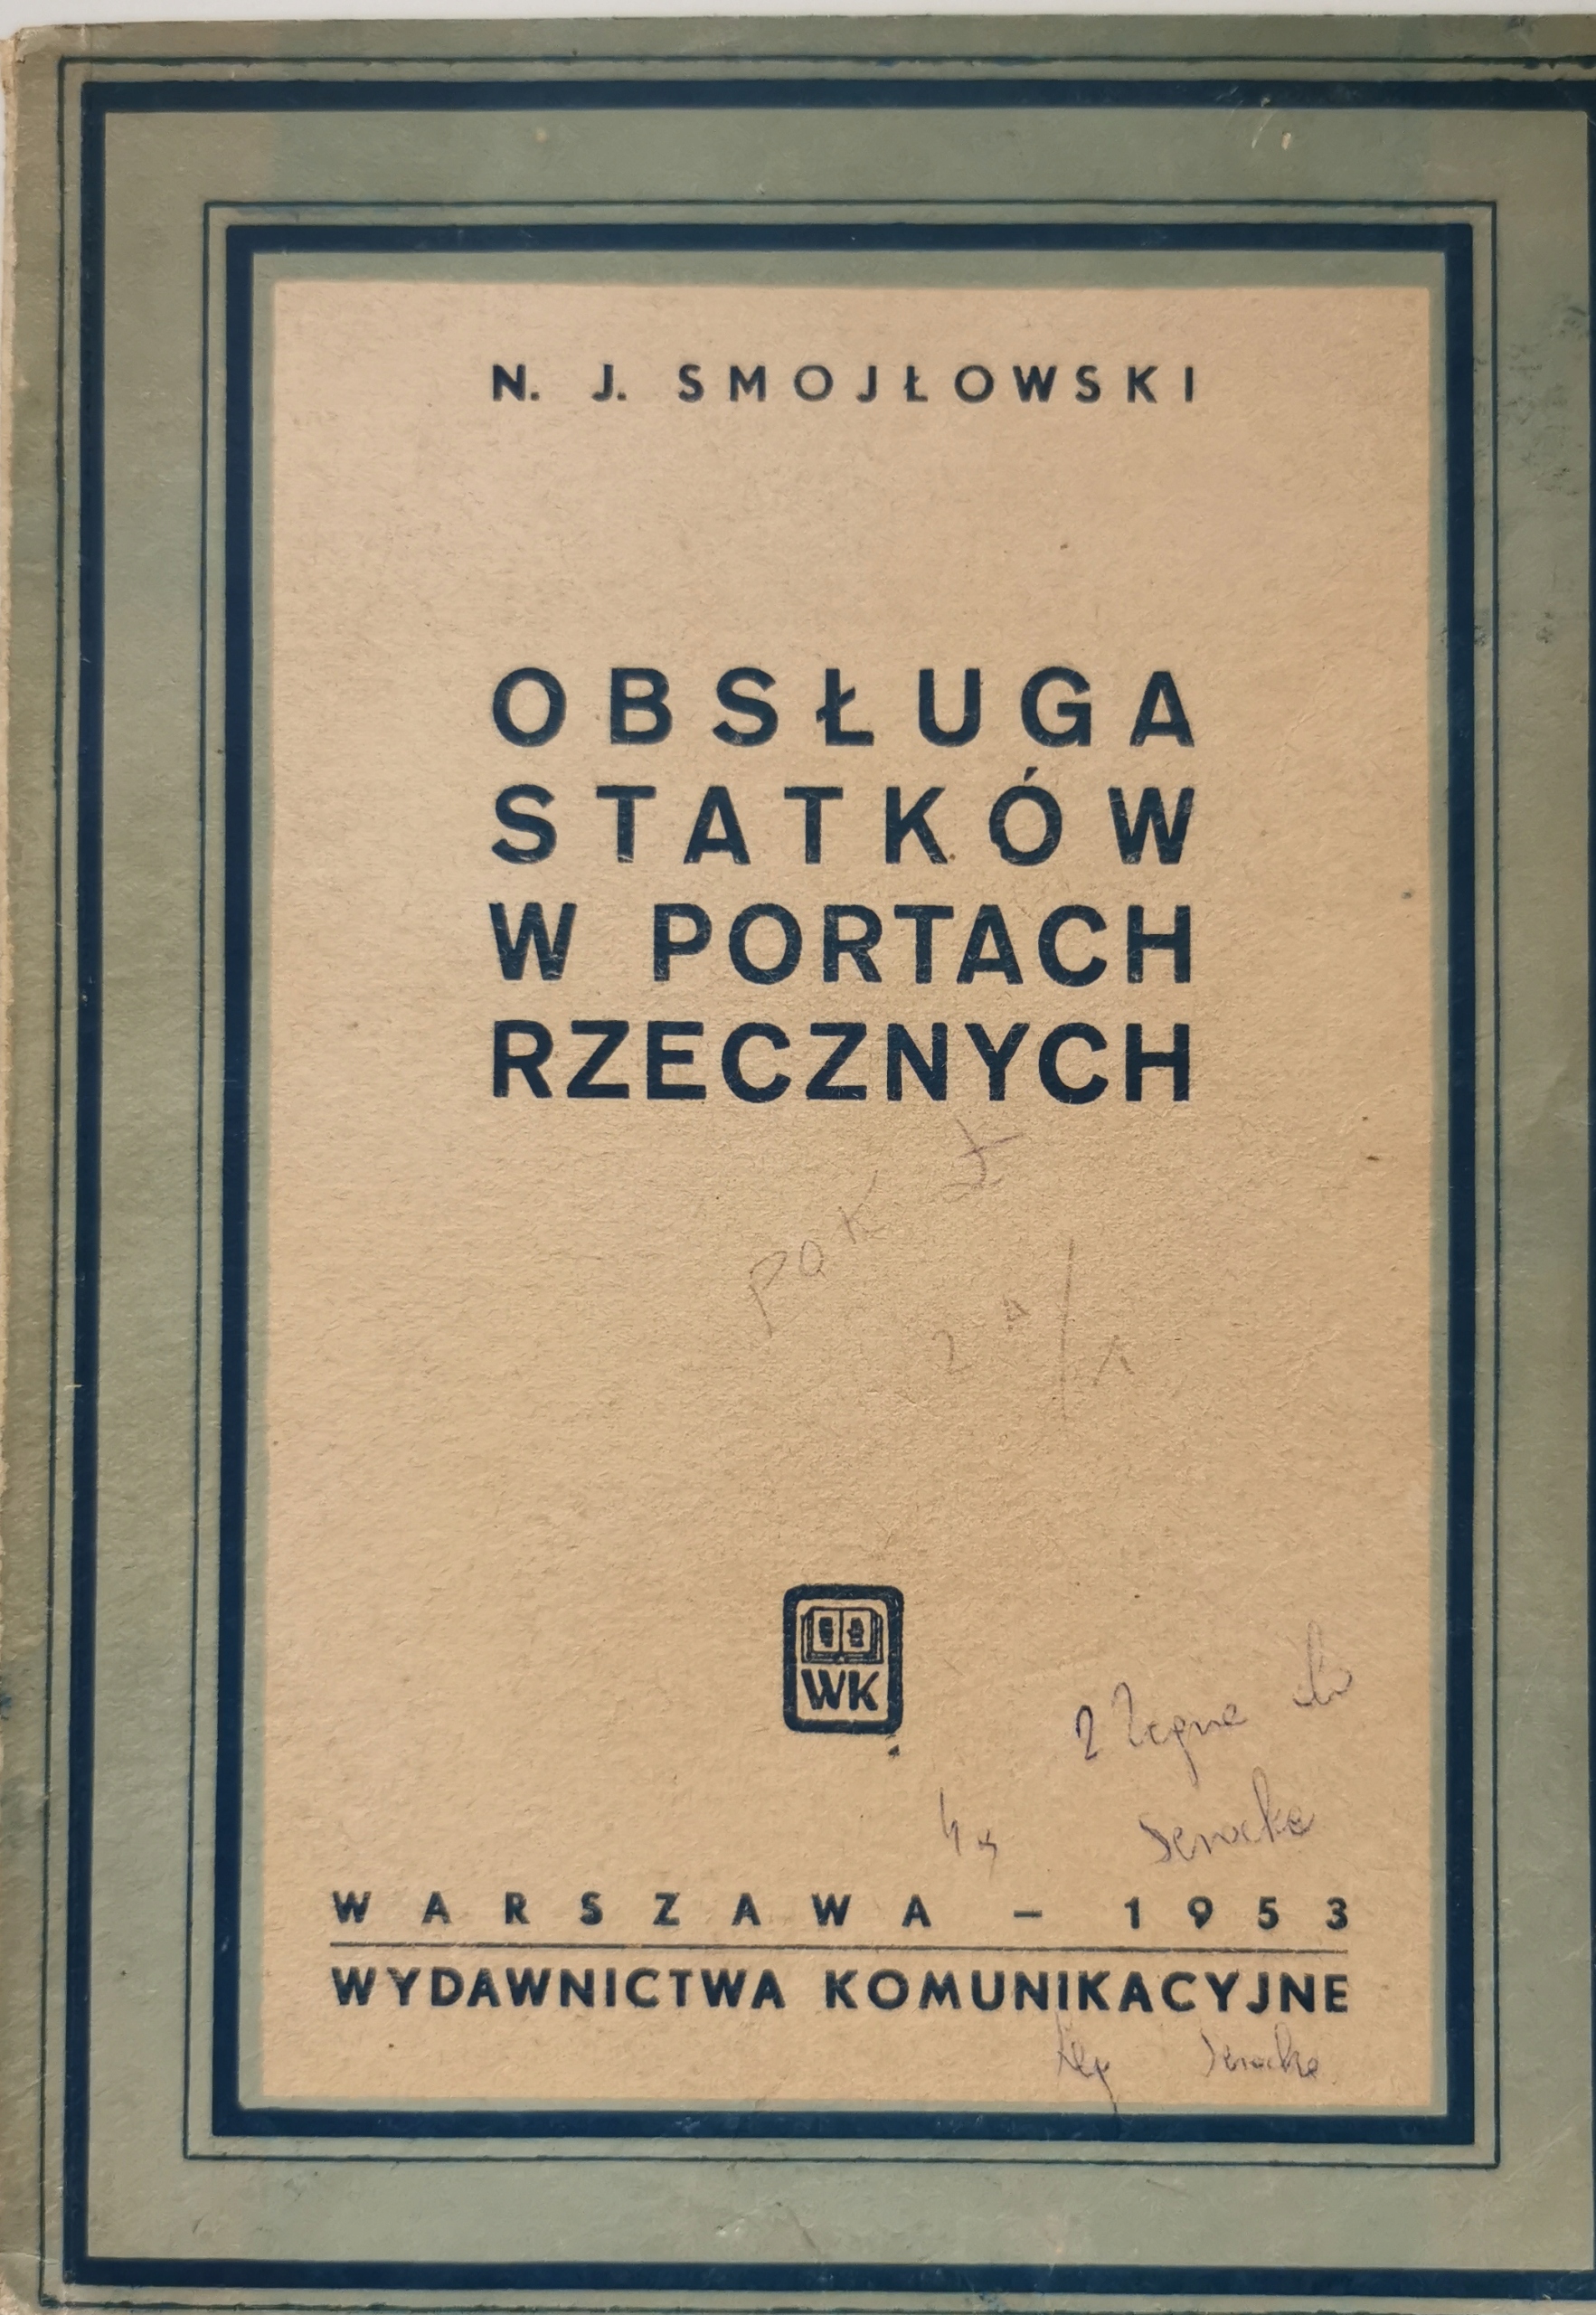 N. J. SMOJŁOWSKI
OBSŁUGA
STATKÓW
W PORTACH
RZECZNYCH
WK
WARSZAWA – 1953
WYDAWNICTWA KOMUNIKACYJNE